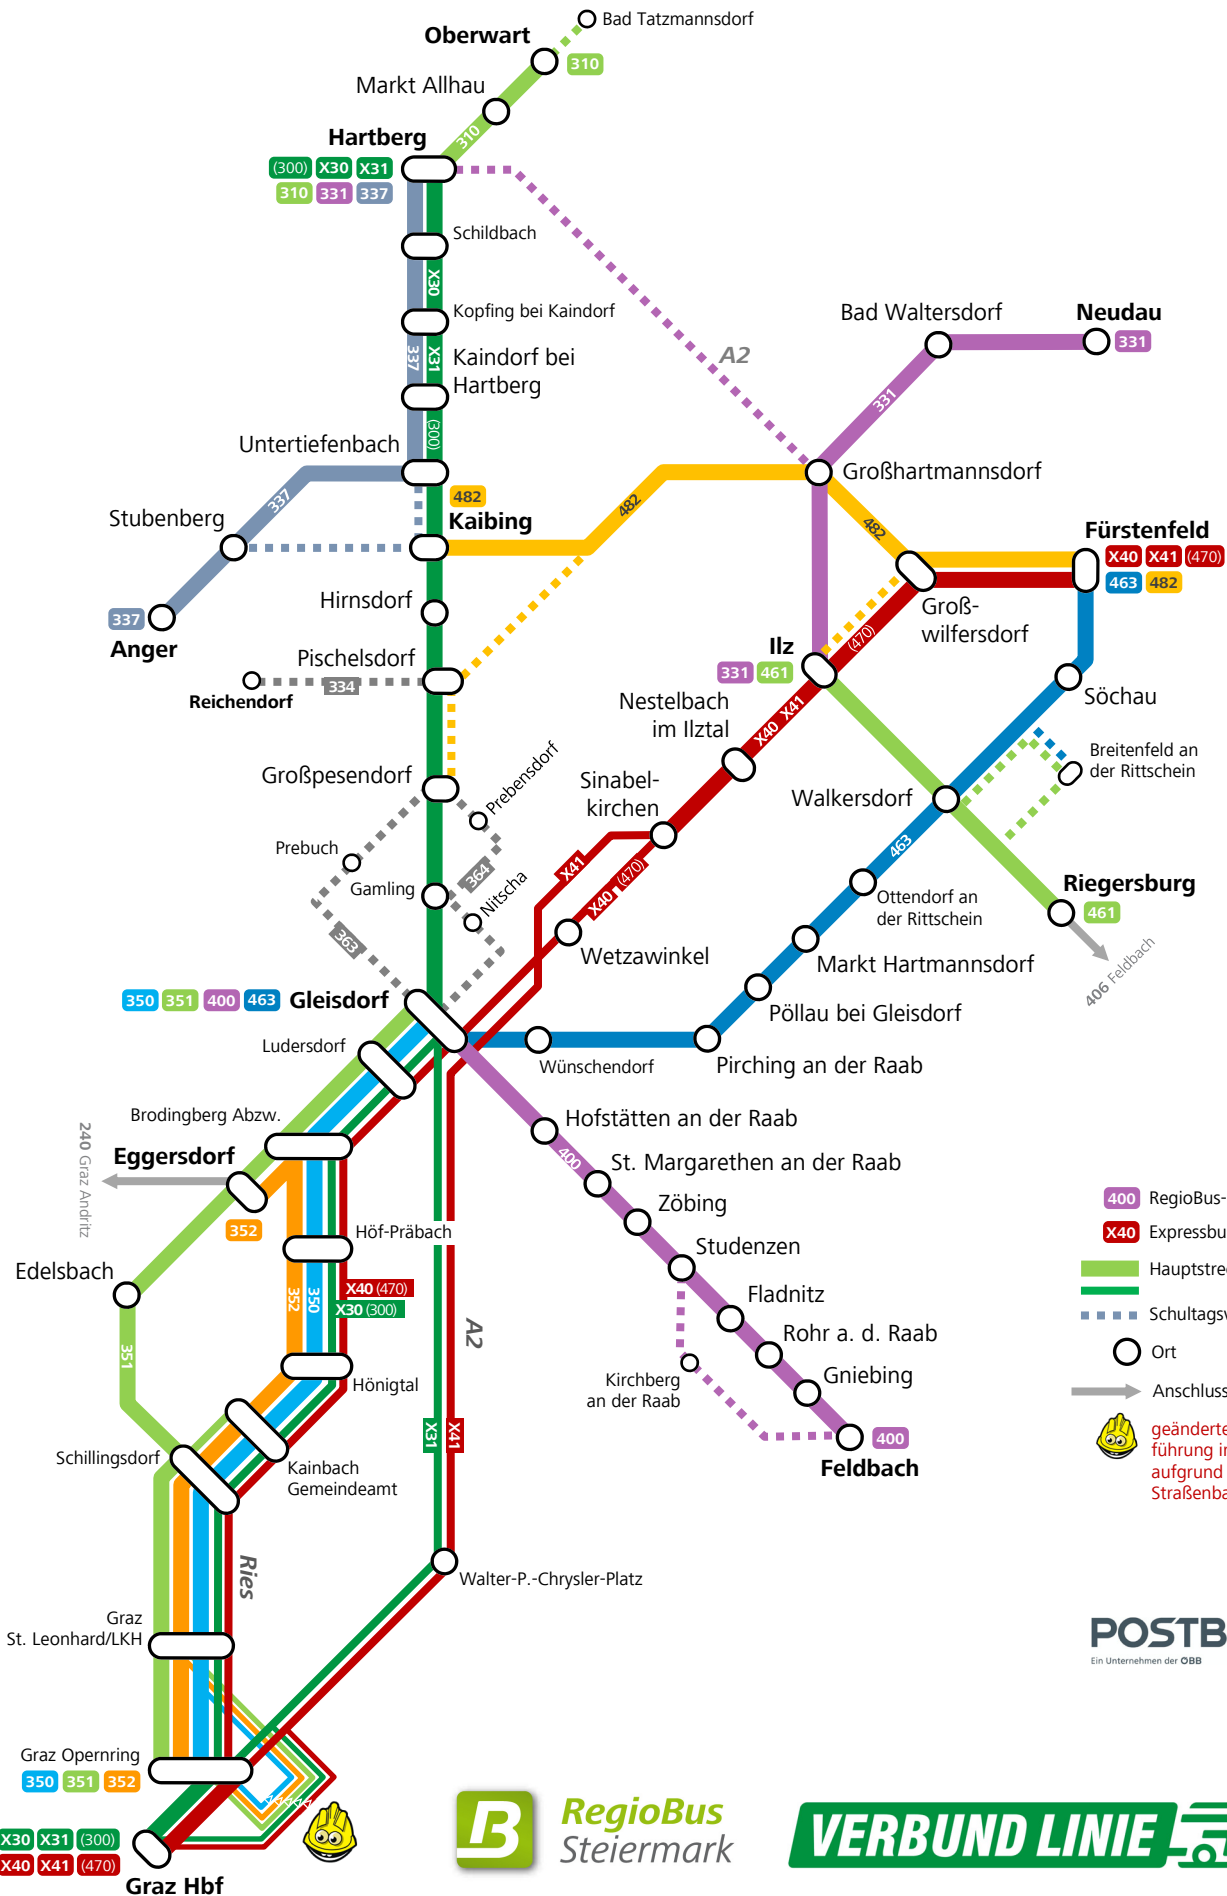 Bad Tatzmannsdorf
Oberwart
310
Markt Allhau
310
Hartberg
(300) X30 X31
310 331 337
Schildbach
X30
Kopfing bei Kaindorf
337
X31
Kaindorf bei
Hartberg
(300)
A2
Bad Waltersdorf
Neudau
331
331
Untertiefenbach
337
Stubenberg
482
Kaibing
482
Großhartmannsdorf
482
Fürstenfeld
X40 X41 (470)
463 482
337
Anger
Hirnsdorf
Groß-
wilfersdorf
(470)
Ilz
331 461
Pischelsdorf
334
Reichendorf
Söchau
Nestelbach
im Ilztal
X40 X41
Breitenfeld an
der Rittschein
Großpesendorf
Prebensdorf
Sinabel-
kirchen
Walkersdorf
Prebuch
463
X41
364
X40 (470)
Gamling
Nitscha
Ottendorf an
der Rittschein
Riegersburg
461
363
Wetzawinkel
Markt Hartmannsdorf
406 Feldbach
350 351 400 463
Gleisdorf
Pöllau bei Gleisdorf
Ludersdorf
Wünschendorf
Pirching an der Raab
Brodingberg Abzw.
Hofstätten an der Raab
240 Graz Andritz
Eggersdorf
400
St. Margarethen an der Raab
352
Zöbing
400 RegioBus-
Höf-Präbach
X40 Expressbu
Studenzen
Edelsbach
352
350
X40 (470)
X30 (300)
Hauptstre
Fladnitz
Schultagsv
351
A2
Rohr a. d. Raab
Ort
Hönigtal
Kirchberg
an der Raab
Gniebing
Anschluss
X31
X41
400
Feldbach
geänderte
führung in
aufgrund
Straßenba
Schillingsdorf
Kainbach
Gemeindeamt
Ries
Walter-P.-Chrysler-Platz
Graz
St. Leonhard/LKH
POSTB
Ein Unternehmen der ÖBB
Graz Opernring
350 351 352
X30 X31 (300)
X40 X41 (470)
Graz Hbf
B
RegioBus
Steiermark
VERBUND LINIE